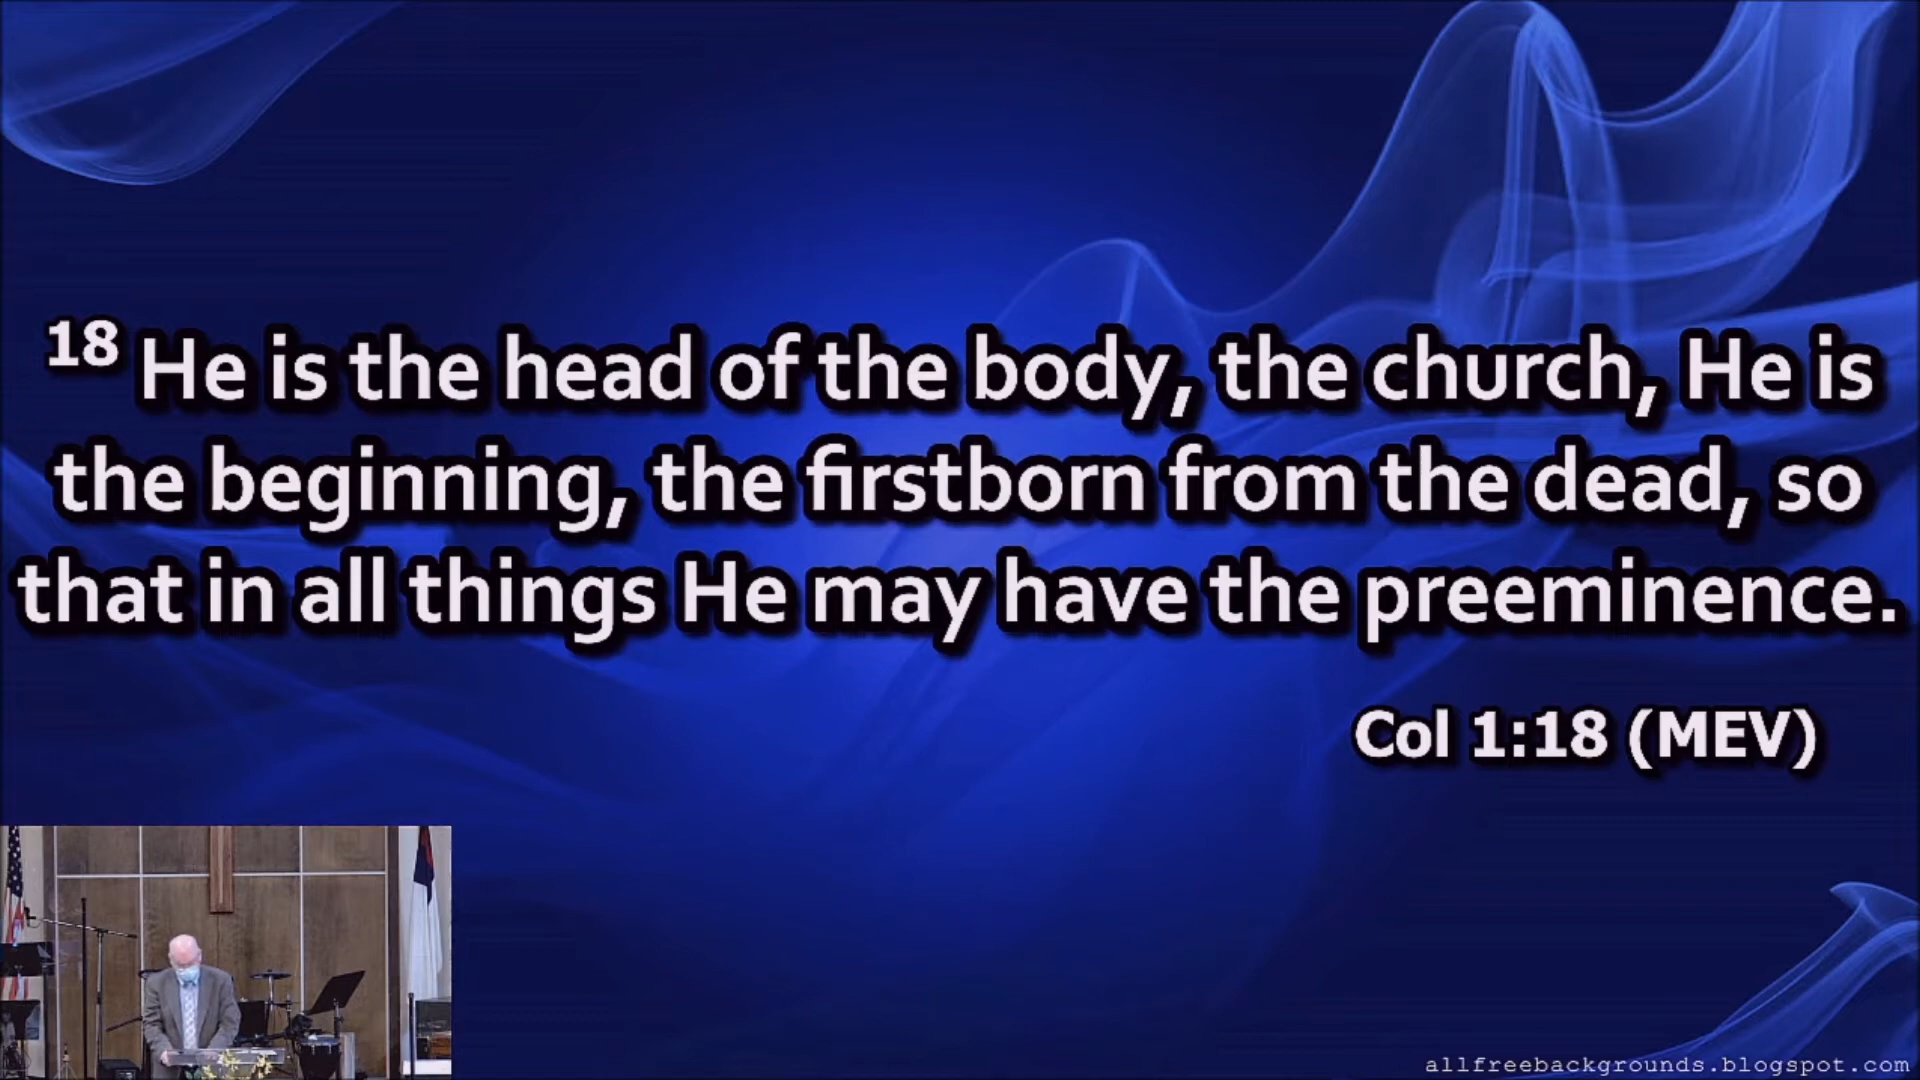 18 He is the head of the body, the church, He is
the beginning, the firstborn from the dead, so
that in all things He may have the preeminence.
Col 1:18 (MEV)
allfreebackgrounds.blogspot.com